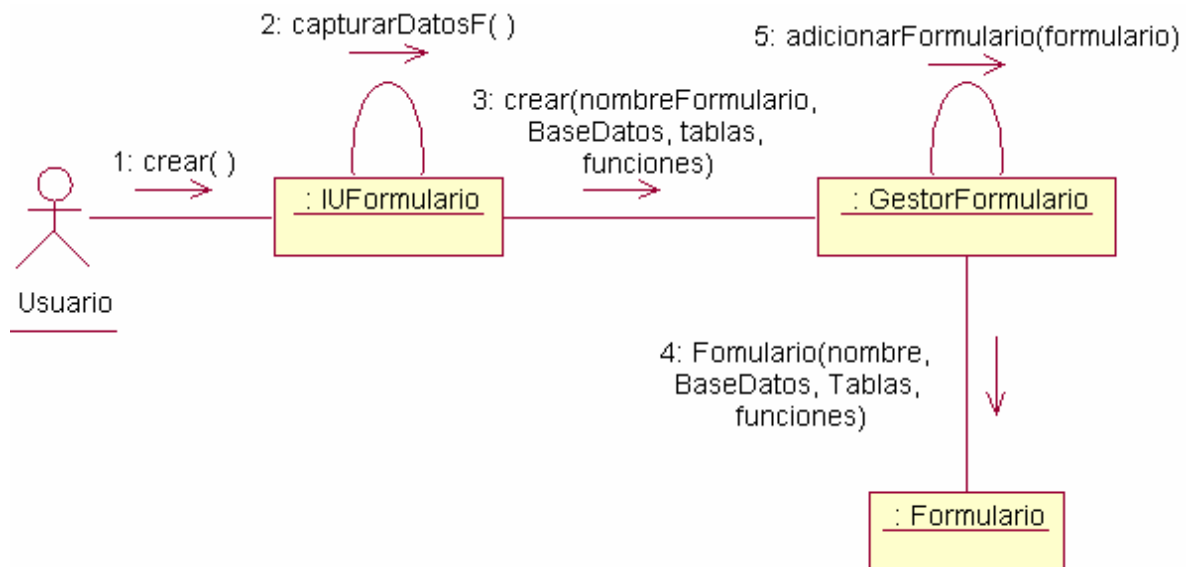 2: capturarDatosF( )
5: adicionarFormulario(formulario)
3: crear(nombreFormulario,
BaseDatos, tablas,
funciones)
1: crear( )
: IUFormulario
: GestorFormulario
Usuario
4: Fomulario(nombre,
BaseDatos, Tablas,
funciones)
: Formulario